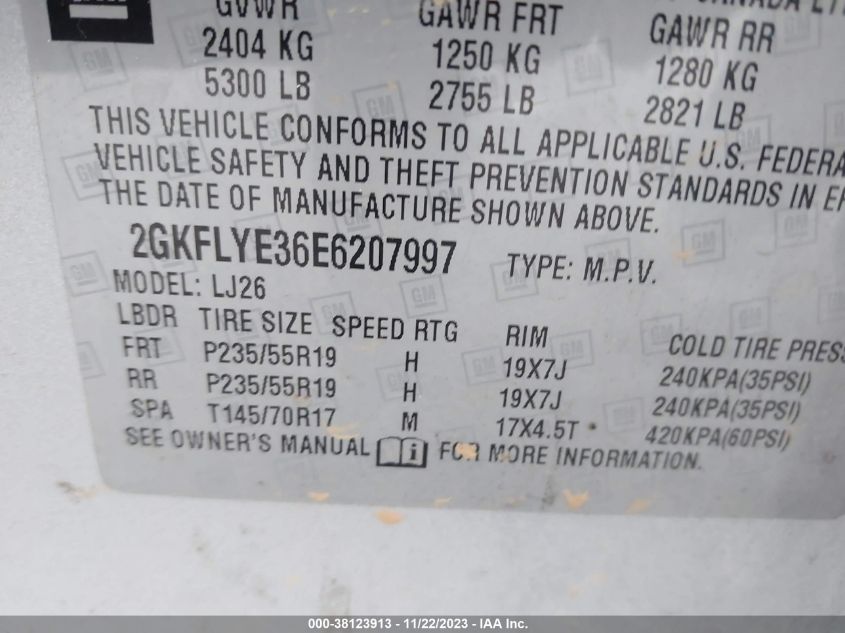 GVWR GAWR FRT GAWR RR CANADA
2404 KG 1250 KG 1280 KG
5300 LB 2755 LB 2821 LB
THIS VEHICLE CONFORMS TO ALL APPLICABLE U.S. FEDERA
VEHICLE SAFETY AND THEFT PREVENTION STANDARDS IN EF
THE DATE OF MANUFACTURE SHOWN ABOVE.
2GKFLYE36E6207997 TYPE: M.P.V.
MODEL: LJ26
LBDR TIRE SIZE SPEED RTG RIM COLD TIRE PRESS
FRT P235/55R19 H 19X7J 240KPA(35PSI)
RR P235/55R19 H 19X7J 240KPA(35PSI)
SPA T145/70R17 M 17X4.5T 420KPA(60PSI)
SEE OWNER'S MANUAL i FOR MORE INFORMATION.
000-38123913 - 11/22/2023 - IAA Inc.